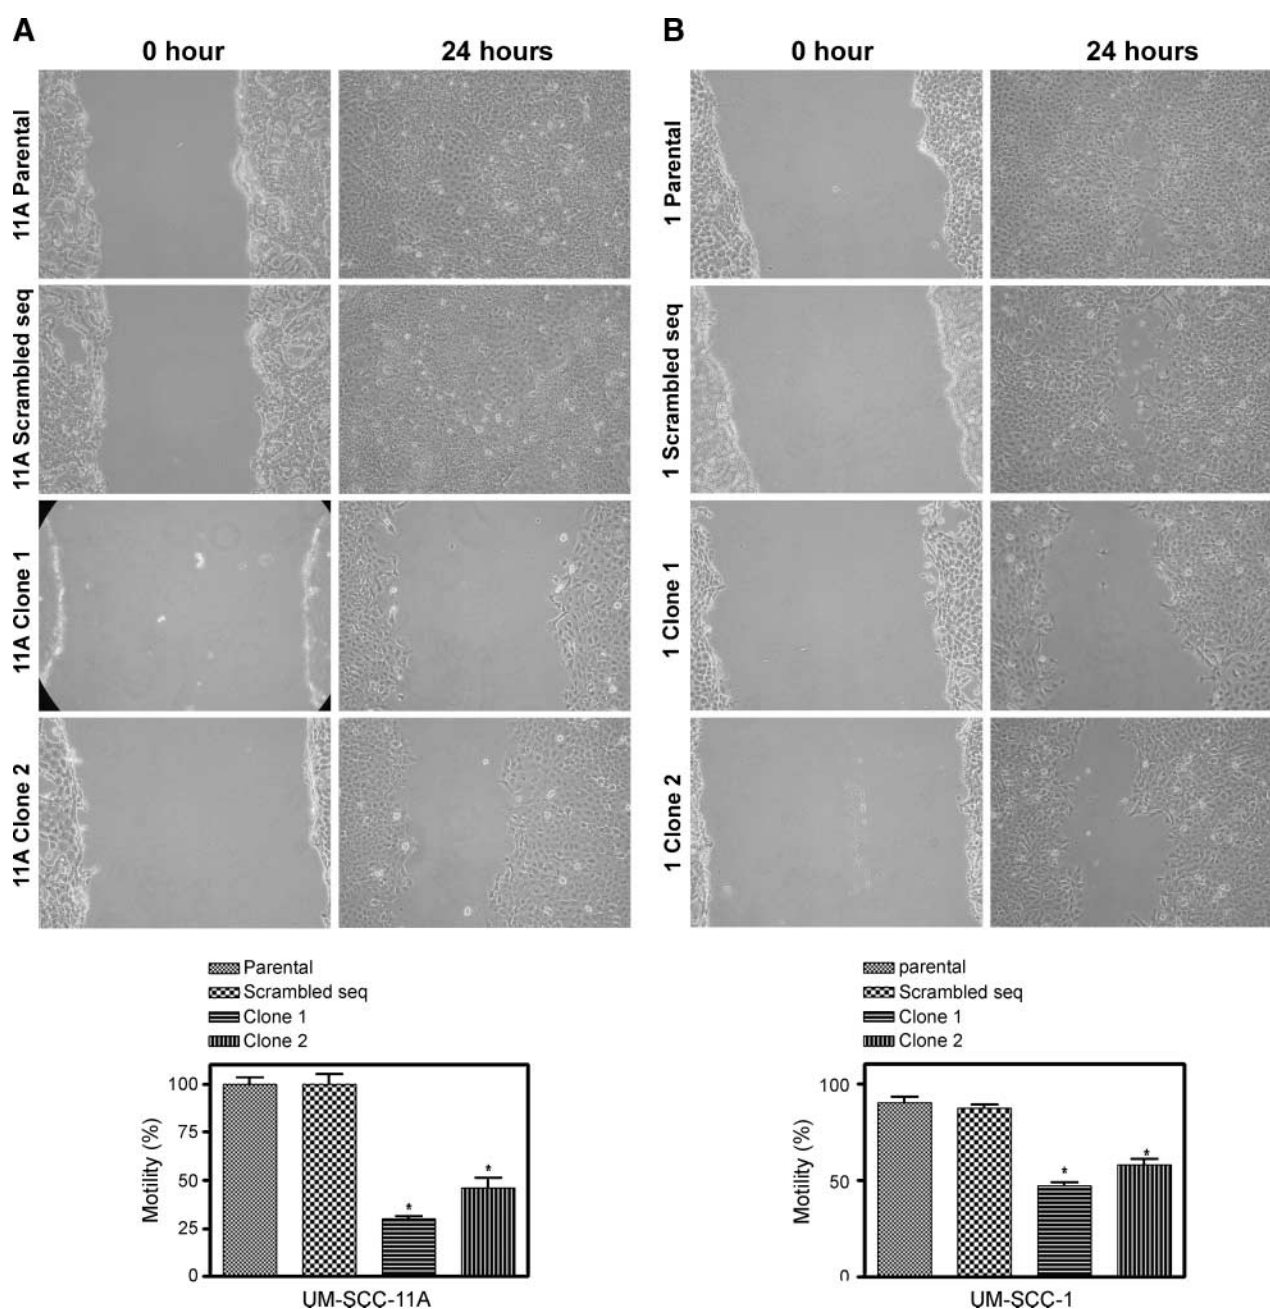 A
0 hour
24 hours
11A Parental
11A Scrambled seq
11A Clone 1
11A Clone 2
Parental
Scrambled seq
Clone 1
Clone 2
Motility (%)
100
75
50
25
0
*
*
UM-SCC-11A
B
0 hour
24 hours
1 Parental
1 Scrambled seq
1 Clone 1
1 Clone 2
parental
Scrambled seq
Clone 1
Clone 2
Motility (%)
100
50
0
*
*
UM-SCC-1